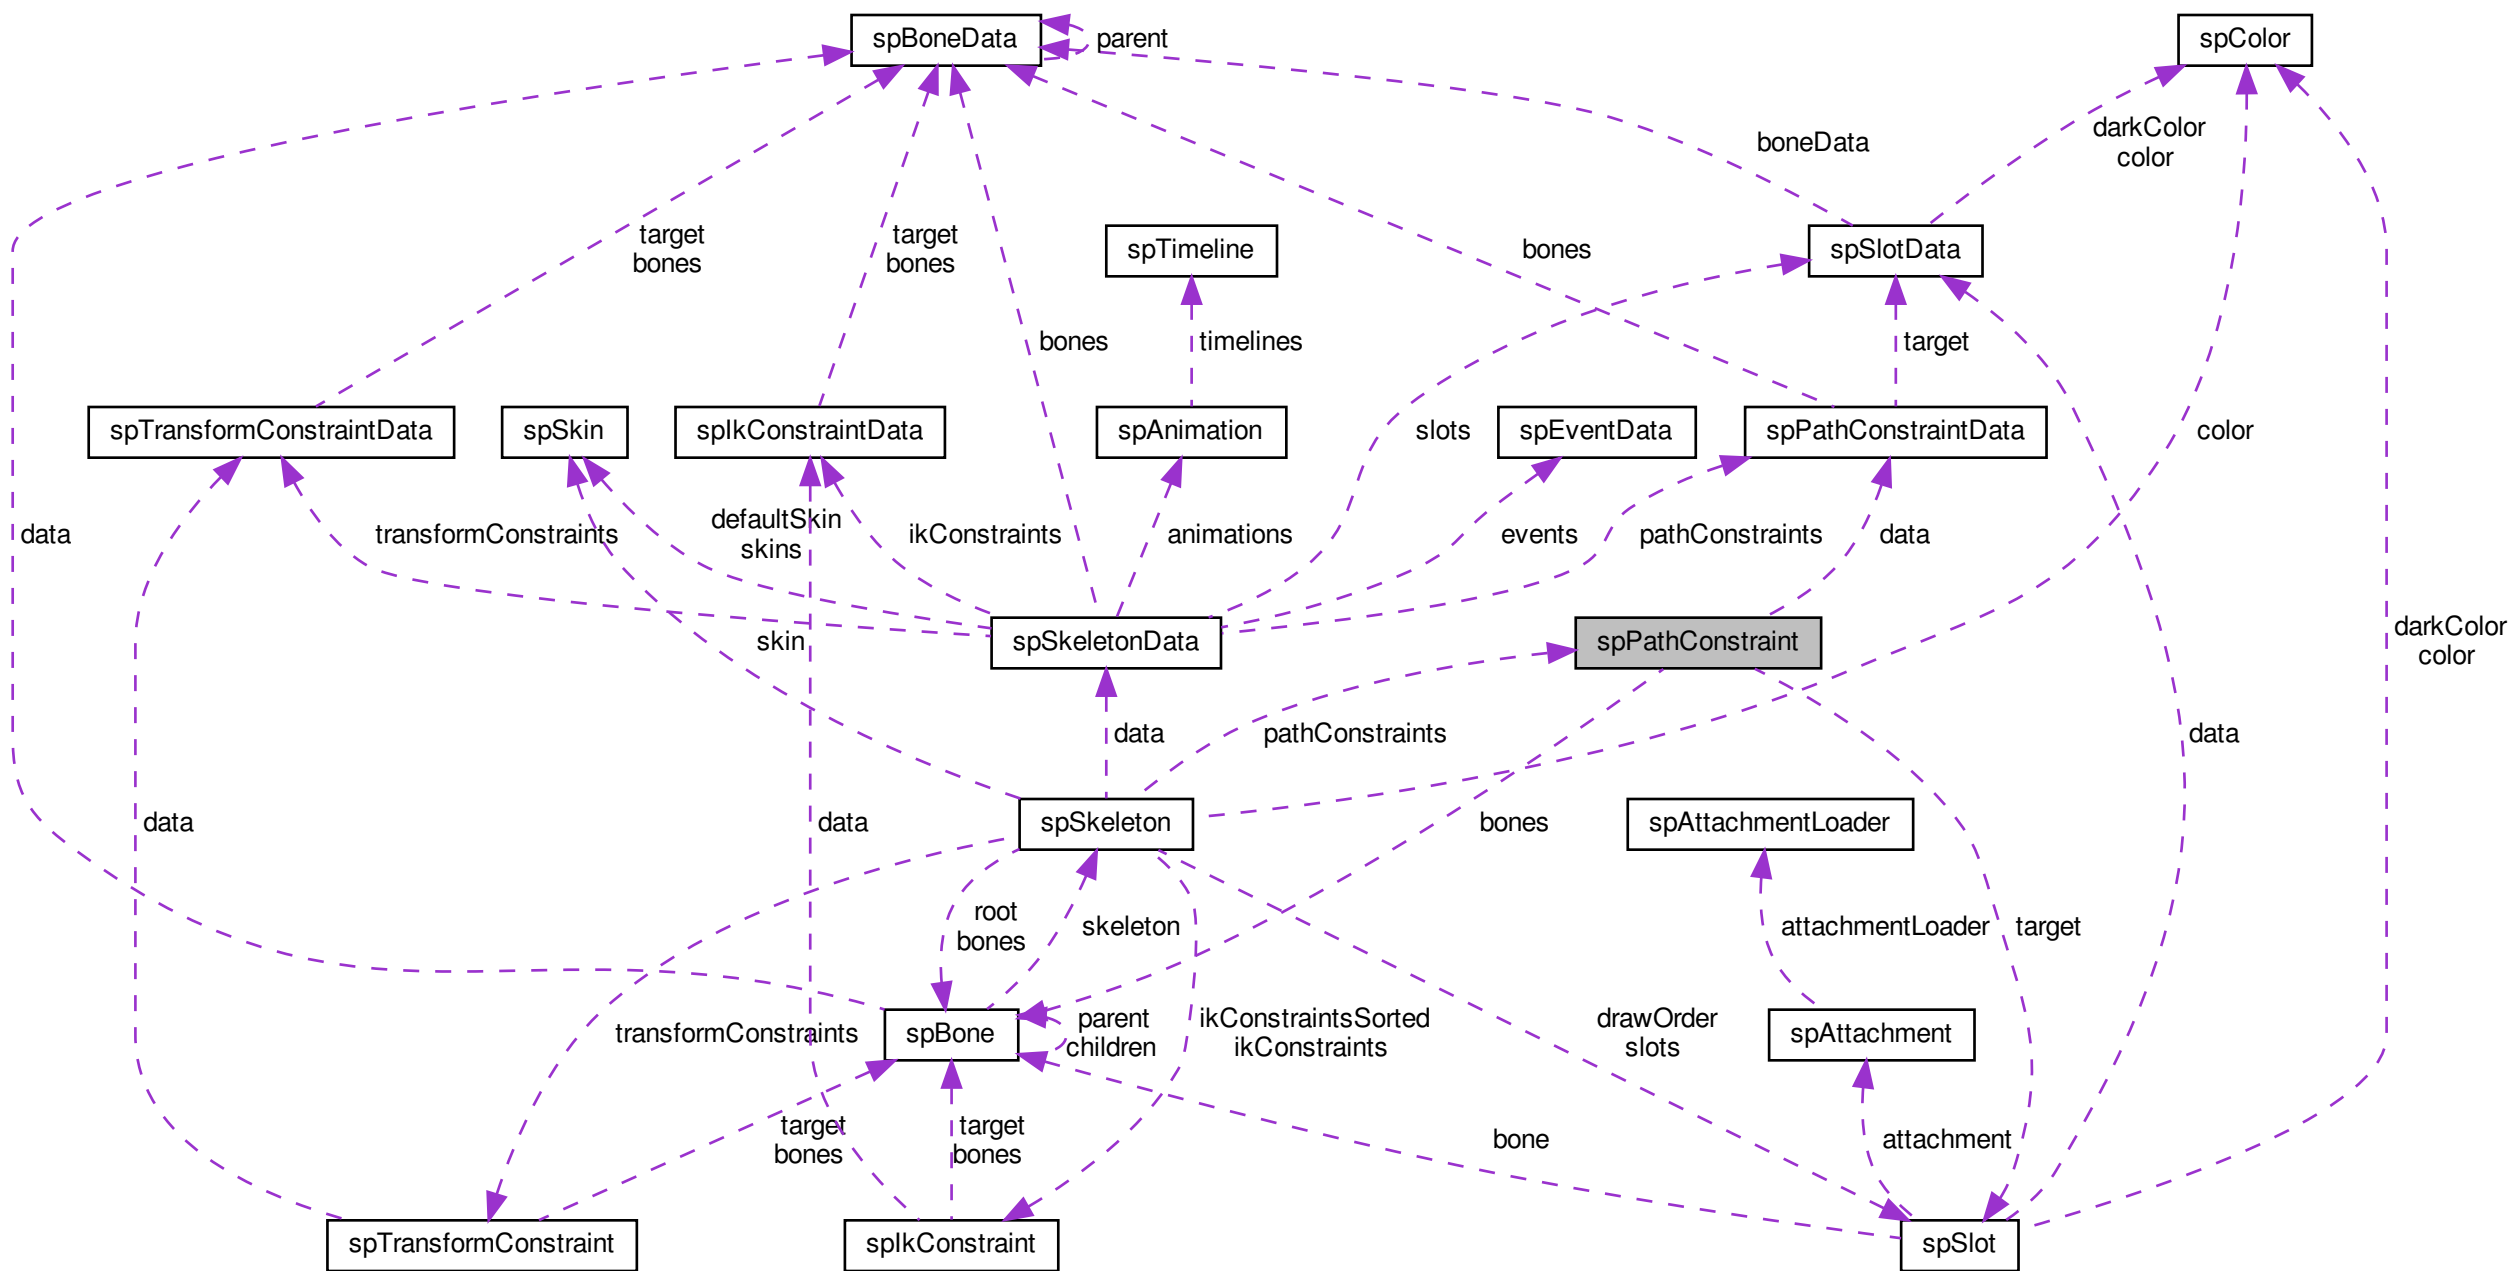 spBoneData
parent
spColor
darkColor
color
boneData
target
bones
target
bones
spTimeline
bones
spSlotData
bones
timelines
target
spTransformConstraintData
spSkin
spIkConstraintData
spAnimation
slots
spEventData
spPathConstraintData
color
data
transformConstraints
defaultSkin
skins
ikConstraints
animations
events
pathConstraints
data
skin
spSkeletonData
spPathConstraint
darkColor
color
data
pathConstraints
data
data
data
spSkeleton
bones
spAttachmentLoader
root
bones
skeleton
attachmentLoader
target
transformConstraints
spBone
parent
children
ikConstraintsSorted
ikConstraints
drawOrder
slots
spAttachment
target
bones
target
bones
bone
attachment
spTransformConstraint
spIkConstraint
spSlot